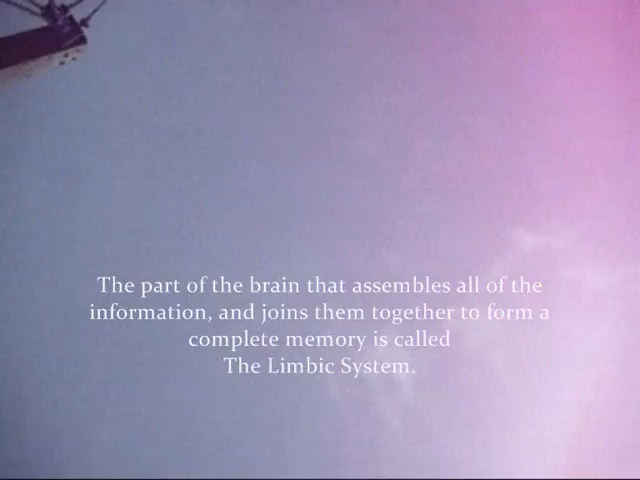 The part of the brain that assembles all of the
information, and joins them together to form a
complete memory is called
The Limbic System.